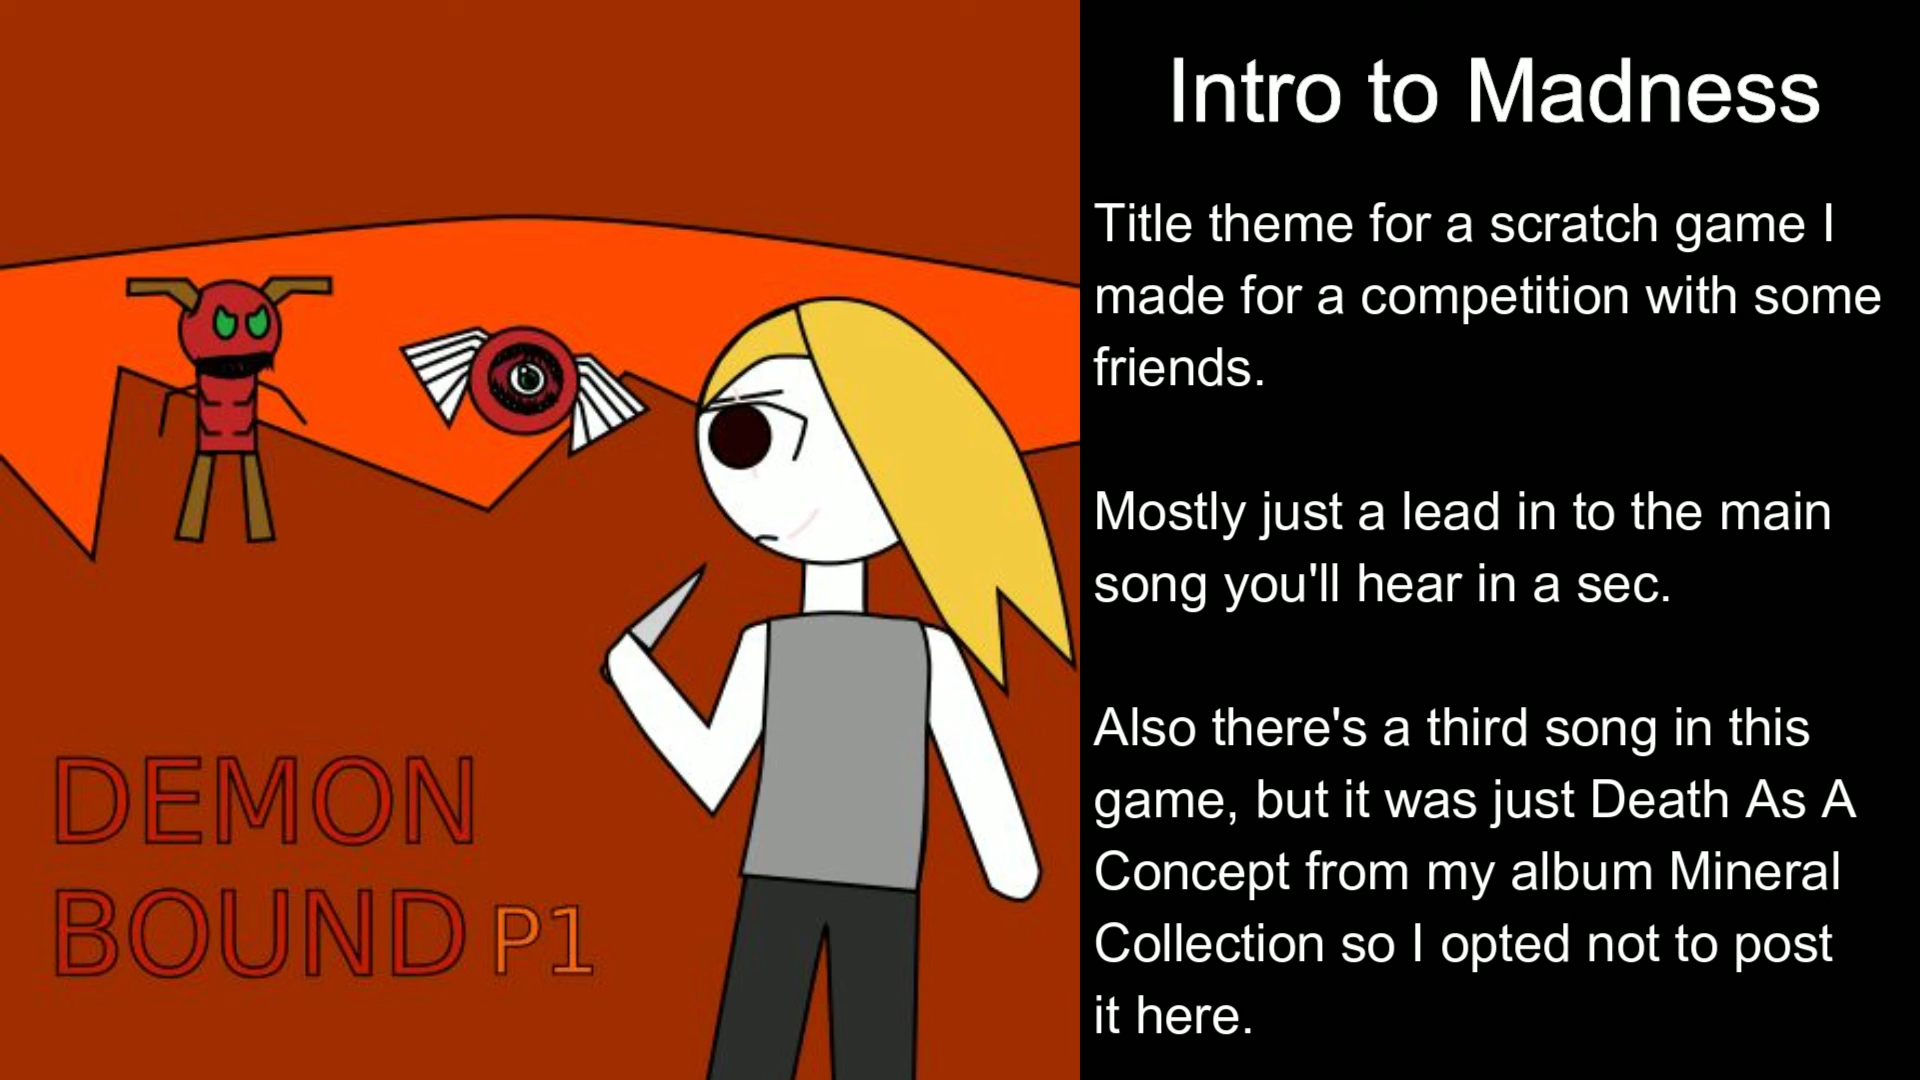 DEMON
BOUND P1
Intro to Madness
Title theme for a scratch game I
made for a competition with some
friends.
Mostly just a lead in to the main
song you'll hear in a sec.
Also there's a third song in this
game, but it was just Death As A
Concept from my album Mineral
Collection so I opted not to post
it here.